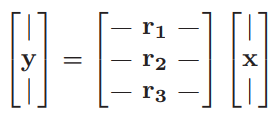 | — r₁ — |
y = — r₂ — x
| — r₃ — |